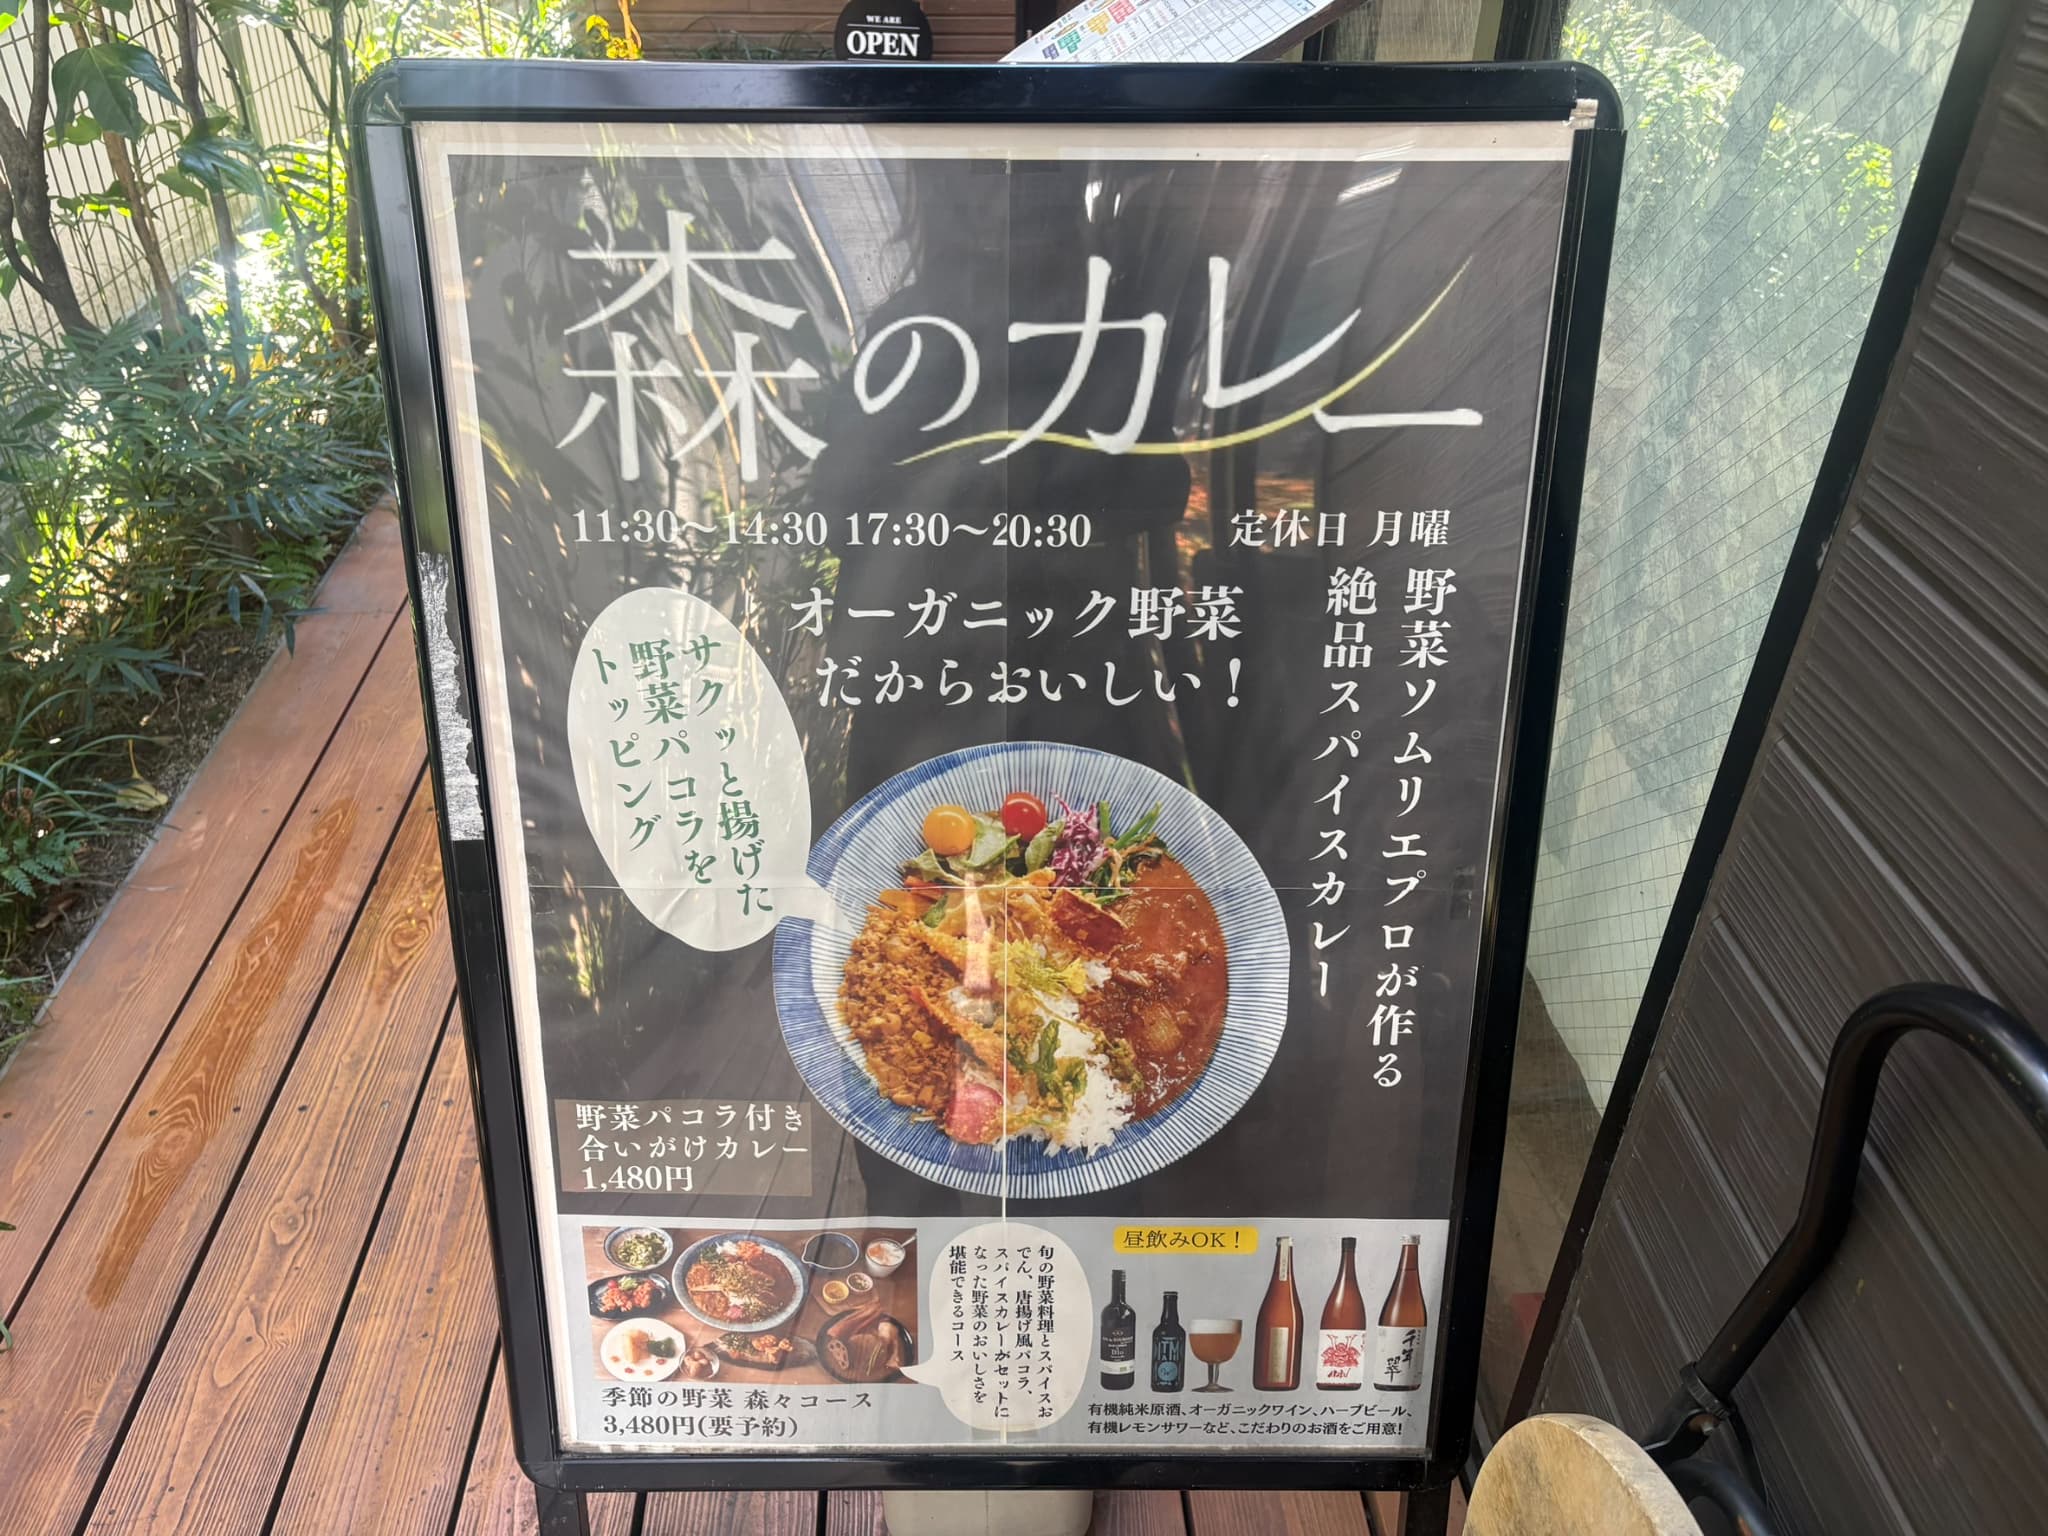 WE ARE
OPEN
森のカレー
11:30〜14:30 17:30〜20:30
定休日 月曜
野菜ソムリエプロが作る
絶品スパイスカレー
オーガニック野菜
だからおいしい！
サクッと揚げた
野菜パコラを
トッピング
野菜パコラ付き
合いがけカレー
1,480円
旬の野菜料理とスパイスお
でん、唐揚げ風パコラ、
スパイスカレーがセットに
なった野菜のおいしさを
堪能できるコース
季節の野菜 森々コース
3,480円(要予約)
昼飲みOK！
千年
翠
有機純米原酒、オーガニックワイン、ハーブビール、
有機レモンサワーなど、こだわりのお酒をご用意!